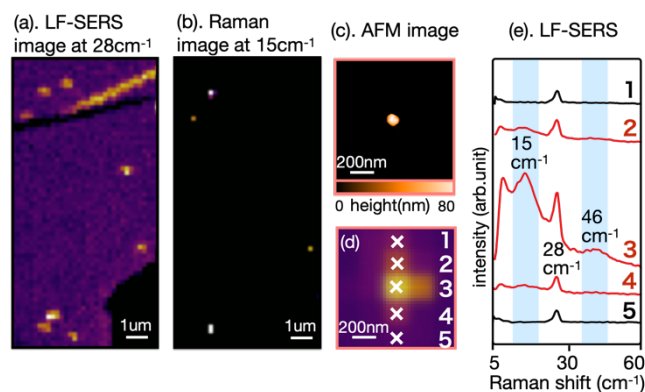 (a). LF-SERS
image at 28cm⁻¹
1um
(b). Raman
image at 15cm⁻¹
1um
(c). AFM image
200nm
0 height(nm) 80
(d)
1
2
3
4
5
200nm
(e). LF-SERS
intensity (arb.unit)
1
2
15
cm⁻¹
46
cm⁻¹
3
28
cm⁻¹
4
5
5 30 60
Raman shift (cm⁻¹)